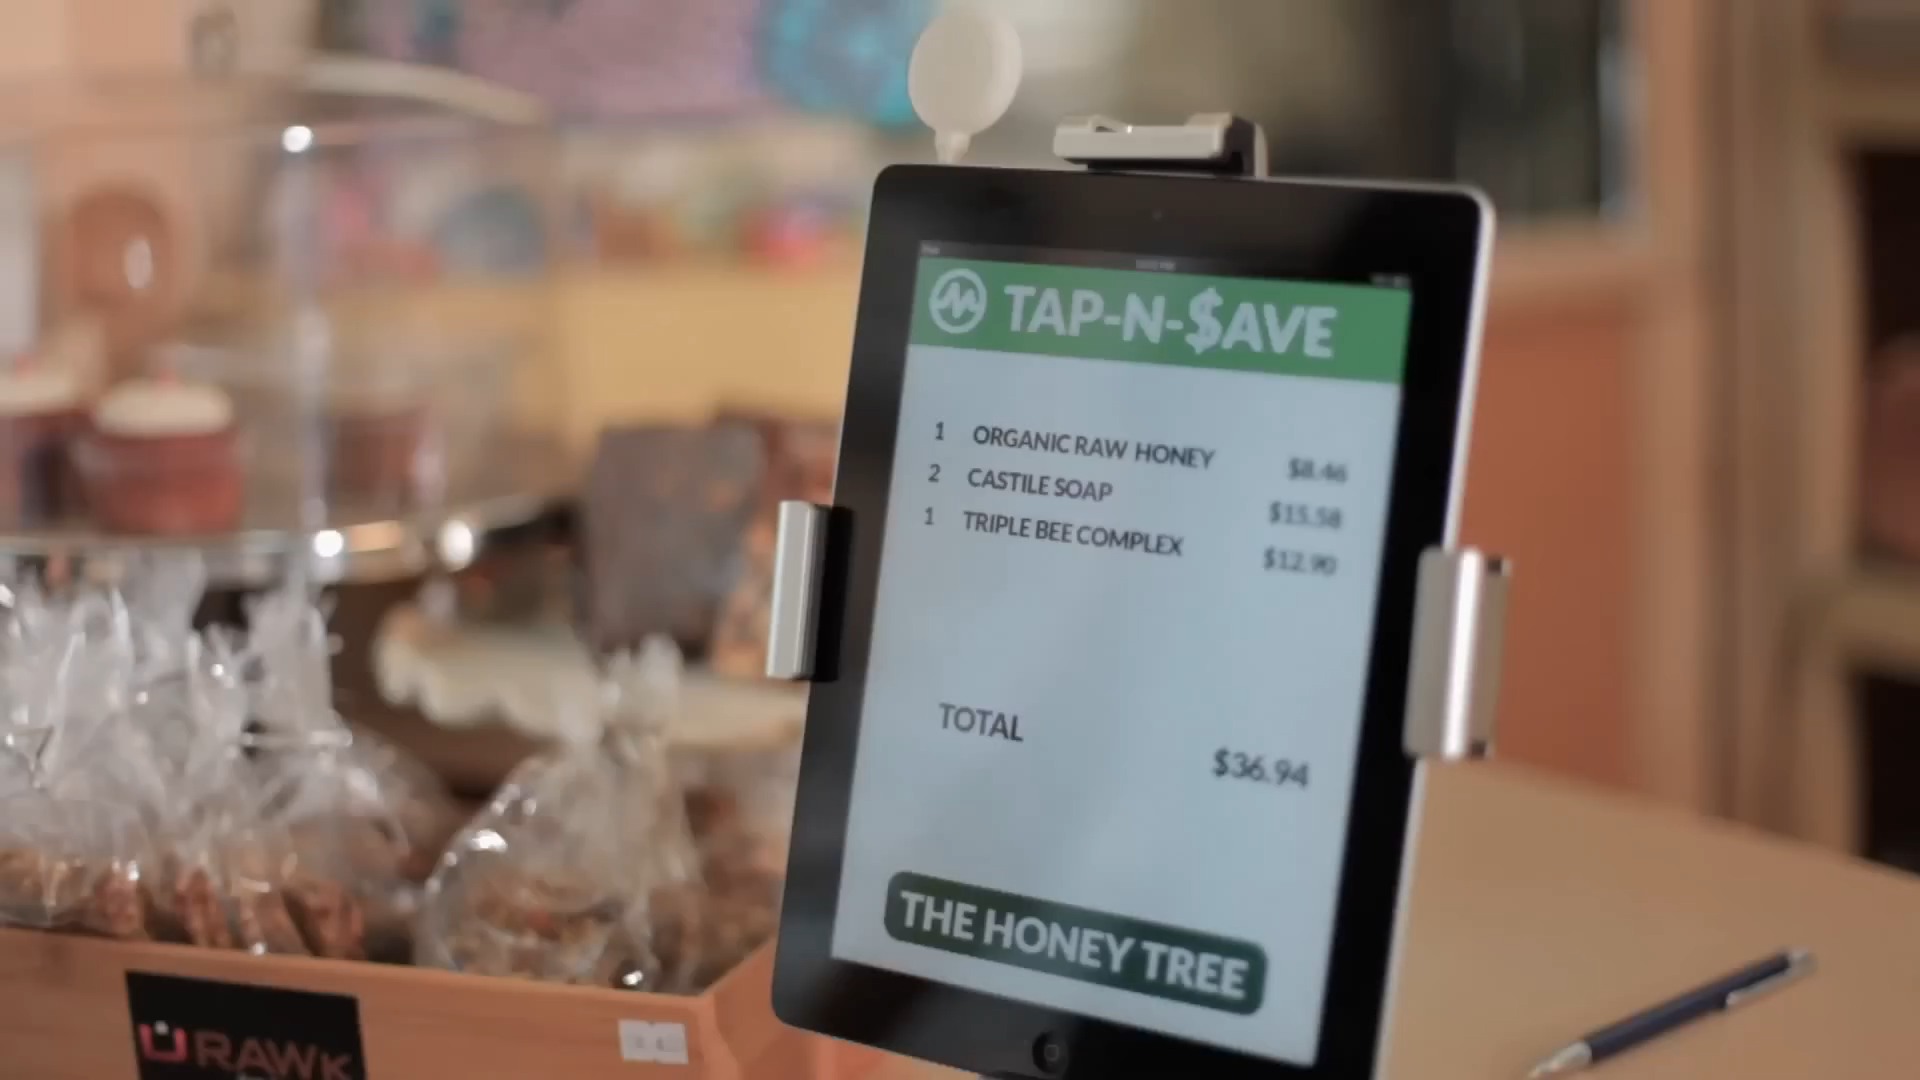 TAP-N-$AVE
1 ORGANIC RAW HONEY $8.46
2 CASTILE SOAP $15.58
1 TRIPLE BEE COMPLEX $12.90
TOTAL
$36.94
THE HONEY TREE
RAWK